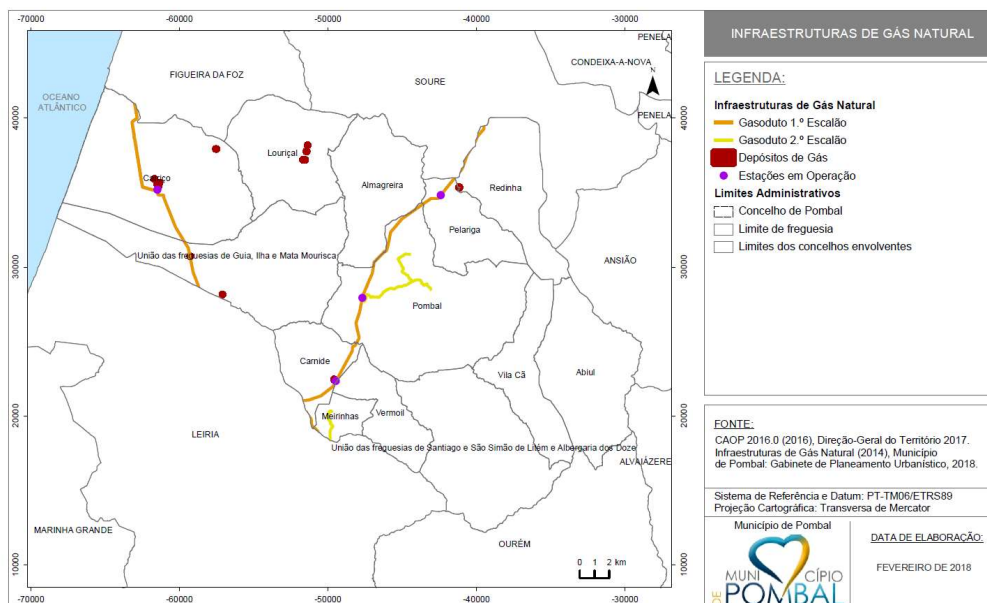 -70000
-60000
-50000
-40000
-30000
INFRAESTRUTURAS DE GÁS NATURAL
PENELA
CONDEIXA-A-NOVA
FIGUEIRA DA FOZ
SOURE
OCEANO
ATLÂNTICO
N
LEGENDA:
Infraestruturas de Gás Natural
Gasoduto 1.º Escalão
Gasoduto 2.º Escalão
Depósitos de Gás
Estações em Operação
Limites Administrativos
Concelho de Pombal
Limite de freguesia
Limites dos concelhos envolventes
40000
40000
PENELA
Louriçal
Carriço
Almagreira
Redinha
Pelariga
União das freguesias de Guia, Ilha e Mata Mourisca
ANSIÃO
30000
30000
Pombal
Carnide
Vila Cã
Abiul
20000
20000
Meirinhas
Vermoil
LEIRIA
União das freguesias de Santiago e São Simão de Litém e Albergaria dos Doze
ALVAIÁZERE
FONTE:
CAOP 2016.0 (2016), Direção-Geral do Território 2017.
Infraestruturas de Gás Natural (2014), Município
de Pombal: Gabinete de Planeamento Urbanístico, 2018.
Sistema de Referência e Datum: PT-TM06/ETRS89
Projeção Cartográfica: Transversa de Mercator
MARINHA GRANDE
OURÉM
0 1 2 km
10000
10000
-70000
-60000
-50000
-40000
-30000
Município de Pombal
MUNICÍPIO
DE POMBAL
DATA DE ELABORAÇÃO:
FEVEREIRO DE 2018